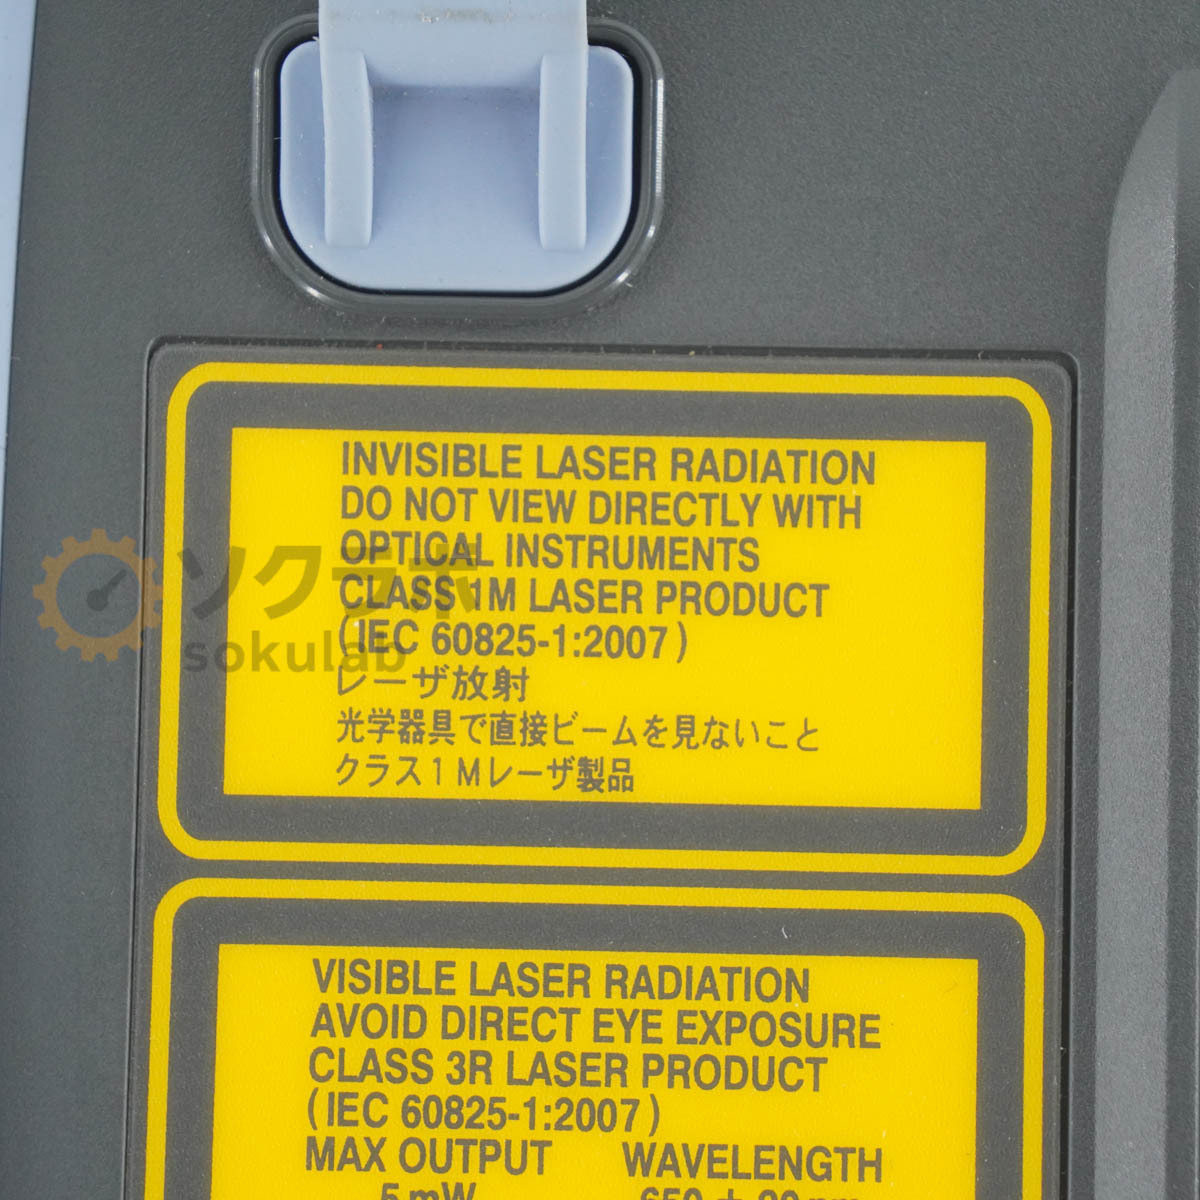 INVISIBLE LASER RADIATION
DO NOT VIEW DIRECTLY WITH
OPTICAL INSTRUMENTS
CLASS 1M LASER PRODUCT
(IEC 60825-1:2007)
レーザ放射
光学器具で直接ビームを見ないこと
クラス1Mレーザ製品
ソクラボ
sokulab
VISIBLE LASER RADIATION
AVOID DIRECT EYE EXPOSURE
CLASS 3R LASER PRODUCT
(IEC 60825-1:2007)
MAX OUTPUT WAVELENGTH
5mW